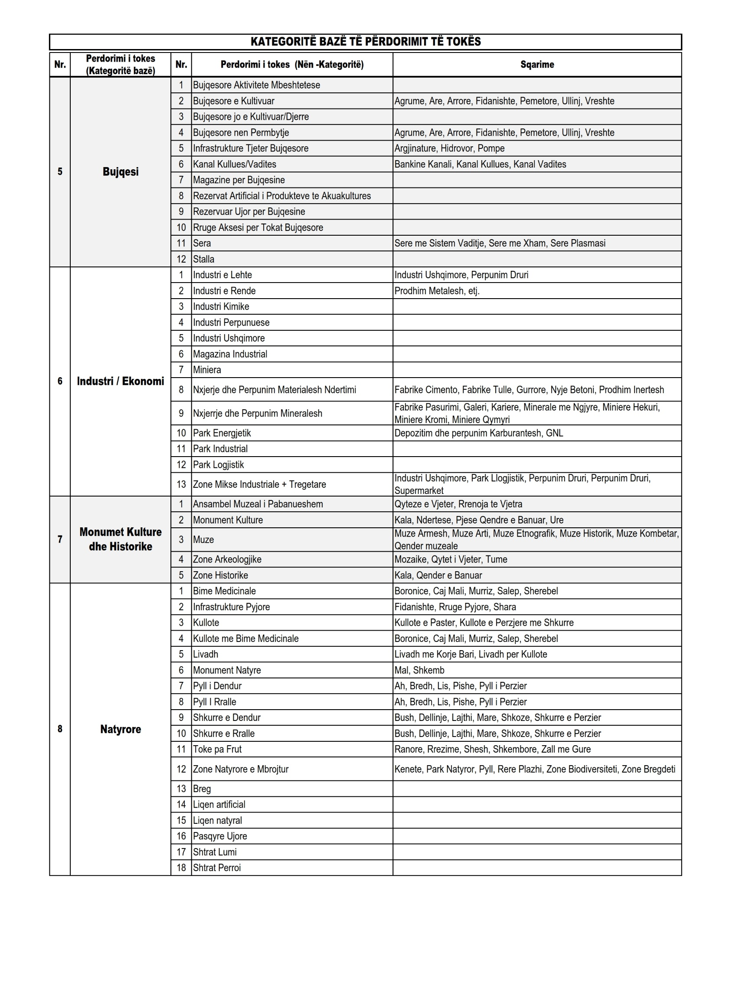 KATEGORITË BAZË TË PËRDORIMIT TË TOKËS
Nr. Perdorimi i tokes (Kategoritë bazë) Nr. Perdorimi i tokes (Nën -Kategoritë) Sqarime
5 Bujqesi
1 Bujqesore Aktivitete Mbeshtetese
2 Bujqesore e Kultivuar Agrume, Are, Arrore, Fidanishte, Pemetore, Ullinj, Vreshte
3 Bujqesore jo e Kultivuar/Djerre
4 Bujqesore nen Permbytje Agrume, Are, Arrore, Fidanishte, Pemetore, Ullinj, Vreshte
5 Infrastrukture Tjeter Bujqesore Argjinature, Hidrovor, Pompe
6 Kanal Kullues/Vadites Bankine Kanali, Kanal Kullues, Kanal Vadites
7 Magazine per Bujqesine
8 Rezervat Artificial i Produkteve te Akuakultures
9 Rezervuar Ujor per Bujqesine
10 Rruge Aksesi per Tokat Bujqesore
11 Sera Sere me Sistem Vaditje, Sere me Xham, Sere Plasmasi
12 Stalla
6 Industri / Ekonomi
1 Industri e Lehte Industri Ushqimore, Perpunim Druri
2 Industri e Rende Prodhim Metalesh, etj.
3 Industri Kimike
4 Industri Perpunuese
5 Industri Ushqimore
6 Magazina Industrial
7 Miniera
8 Nxjerje dhe Perpunim Materialesh Ndertimi Fabrike Cimento, Fabrike Tulle, Gurrore, Nyje Betoni, Prodhim Inertesh
9 Nxjerrje dhe Perpunim Mineralesh Fabrike Pasurimi, Galeri, Kariere, Minerale me Ngjyre, Miniere Hekuri,
Miniere Kromi, Miniere Qymyri
10 Park Energjetik Depozitim dhe perpunim Karburantesh, GNL
11 Park Industrial
12 Park Logjistik
13 Zone Mikse Industriale + Tregetare Industri Ushqimore, Park Llogjistik, Perpunim Druri, Perpunim Druri,
Supermarket
7 Monumet Kulture dhe Historike
1 Ansambel Muzeal i Pabanueshem Qyteze e Vjeter, Rrenoja te Vjetra
2 Monument Kulture Kala, Ndertese, Pjese Qendre e Banuar, Ure
3 Muze Muze Armesh, Muze Arti, Muze Etnografik, Muze Historik, Muze Kombetar,
Qender muzeale
4 Zone Arkeologjike Mozaike, Qytet i Vjeter, Tume
5 Zone Historike Kala, Qender e Banuar
8 Natyrore
1 Bime Medicinale Boronice, Caj Mali, Murriz, Salep, Sherebel
2 Infrastrukture Pyjore Fidanishte, Rruge Pyjore, Shara
3 Kullote Kullote e Paster, Kullote e Perzjere me Shkurre
4 Kullote me Bime Medicinale Boronice, Caj Mali, Murriz, Salep, Sherebel
5 Livadh Livadh me Korje Bari, Livadh per Kullote
6 Monument Natyre Mal, Shkemb
7 Pyll i Dendur Ah, Bredh, Lis, Pishe, Pyll i Perzier
8 Pyll I Rralle Ah, Bredh, Lis, Pishe, Pyll i Perzier
9 Shkurre e Dendur Bush, Dellinje, Lajthi, Mare, Shkoze, Shkurre e Perzier
10 Shkurre e Rralle Bush, Dellinje, Lajthi, Mare, Shkoze, Shkurre e Perzier
11 Toke pa Frut Ranore, Rrezime, Shesh, Shkembore, Zall me Gure
12 Zone Natyrore e Mbrojtur Kenete, Park Natyror, Pyll, Rere Plazhi, Zone Biodiversiteti, Zone Bregdeti
13 Breg
14 Liqen artificial
15 Liqen natyral
16 Pasqyre Ujore
17 Shtrat Lumi
18 Shtrat Perroi